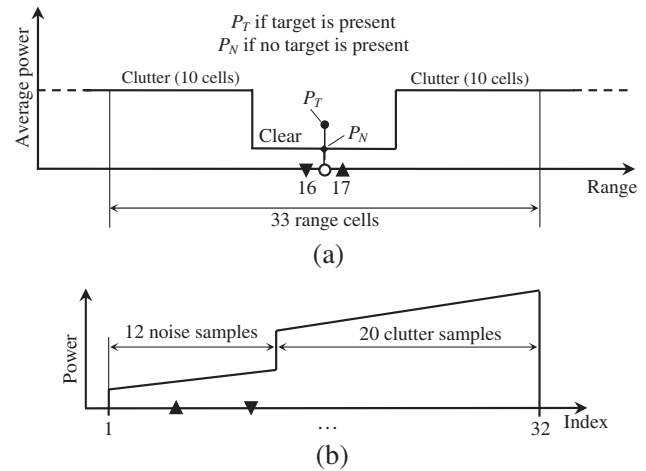 P_T if target is present
P_N if no target is present
Average power
Clutter (10 cells)
Clutter (10 cells)
P_T
Clear
P_N
16
17
Range
33 range cells
(a)
12 noise samples
20 clutter samples
Power
1
...
32
Index
(b)